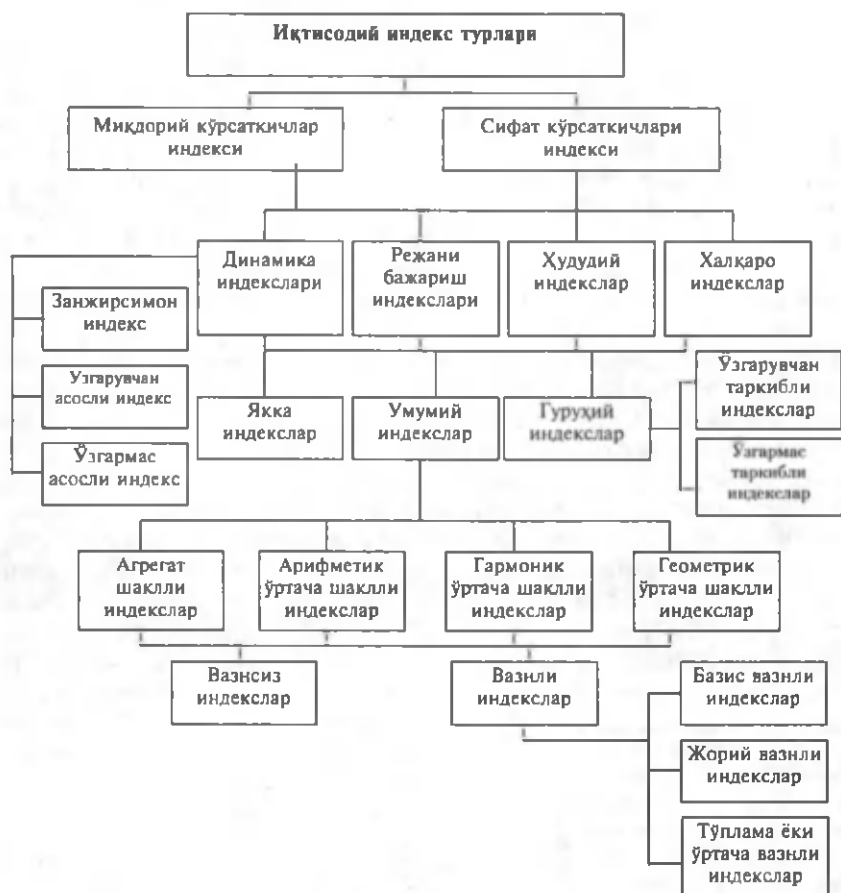 Иқтисодий индекс турлари
Миқдорий кўрсаткичлар
индекси
Сифат кўрсаткичлари
индекси
Динамика
индекслари
Режани
бажариш
индекслари
Ҳудудий
индекслар
Халқаро
индекслар
Занжирсимон
индекс
Узгарувчан
асосли индекс
Ўзгармас
асосли индекс
Якка
индекслар
Умумий
индекслар
Гуруҳий
индекслар
Ўзгарувчан
таркибли
индекслар
Ўзгармас
таркибли
индекслар
Агрегат
шаклли
индекслар
Арифметик
ўртача шаклли
индекслар
Гармоник
ўртача шаклли
индекслар
Геометрик
ўртача шаклли
индекслар
Вазнсиз
индекслар
Вазнли
индекслар
Базис вазнли
индекслар
Жорий вазнли
индекслар
Тўплама ёки
ўртача вазнли
индекслар